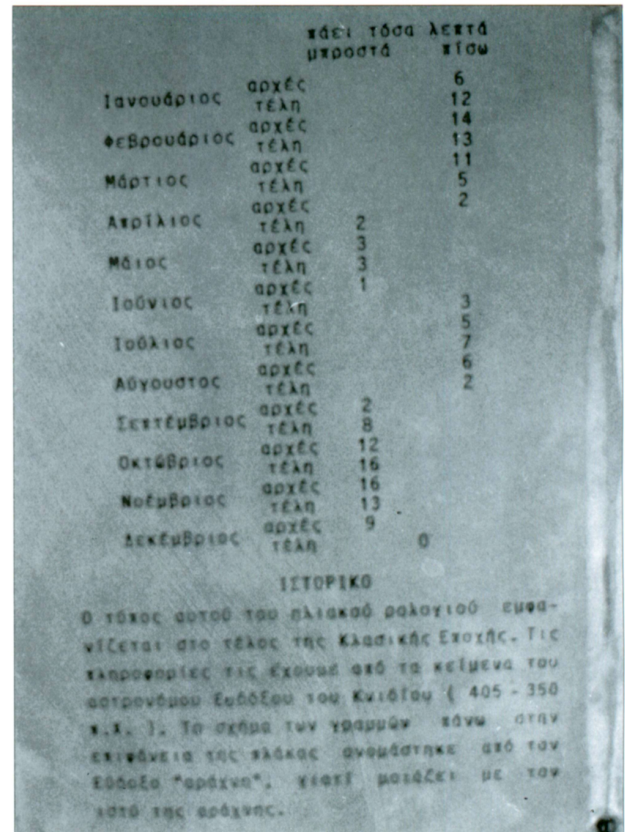 πάει τόσα λεπτά
μπροστά πίσω
Ιανουάριος αρχές 6
τέλη 12
Φεβρουάριος αρχές 14
τέλη 13
Μάρτιος αρχές 11
τέλη 5
Απρίλιος αρχές 2
τέλη 2
Μάιος αρχές 3
τέλη 3
Ιούνιος αρχές 1
τέλη 3
Ιούλιος αρχές 5
τέλη 7
Αύγουστος αρχές 6
τέλη 2
Σεπτέμβριος αρχές 2
τέλη 8
Οκτώβριος αρχές 12
τέλη 16
Νοέμβριος αρχές 16
τέλη 13
Δεκέμβριος αρχές 9
τέλη 0
ΙΣΤΟΡΙΚΟ
Ο τύπος αυτού του ηλιακού ρολογιού εμφα-
νίζεται στο τέλος της Κλασικής Εποχής. Τις
πληροφορίες τις έχουμε από τα κείμενα του
αστρονόμου Ευδόξου του Κνιδίου ( 405 - 350
π.Χ. ). Το σχήμα των γραμμών πάνω στην
επιφάνεια της πλάκας ονομάστηκε από τον
Εύδοξο "αράχνη", γιατί μοιάζει με τον
ιστό της αράχνης.